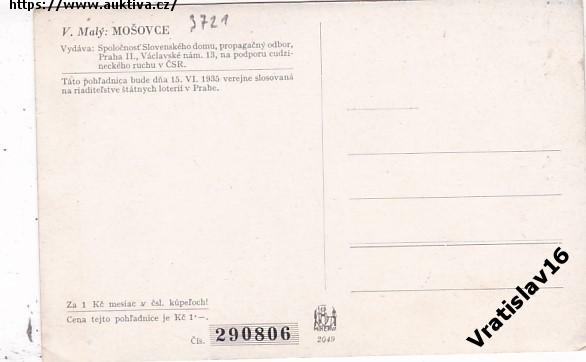 https://www.auktiva.cz/
3721
V. Malý: MOŠOVCE
Vydáva: Spoločnosť Slovenského domu, propagačný odbor,
Praha II., Václavské nám. 13, na podporu cudzi-
neckého ruchu v ČSR.
Táto pohľadnica bude dňa 15. VI. 1935 verejne slosovaná
na riaditeľstve štátnych loterií v Prahe.
Za 1 Kč mesiac v čsl. kúpeľoch!
Cena tejto pohľadnice je Kč 1·—.
Čís. 290806
2049
Vratislav16